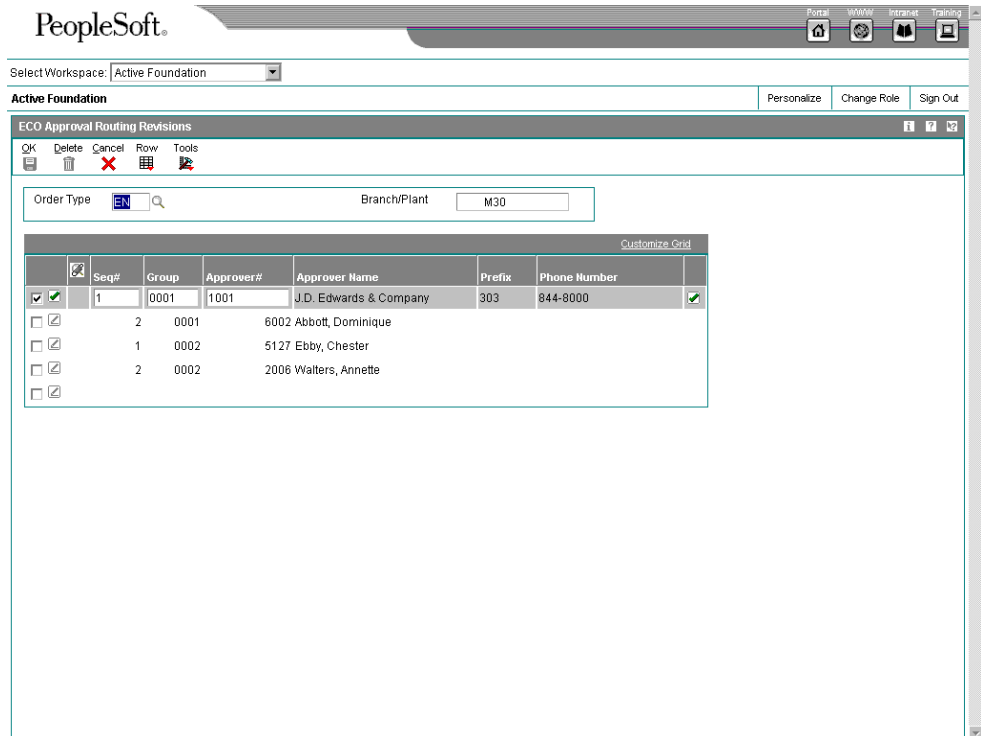 Portal WWW Intranet Training
PeopleSoft®
Select Workspace: Active Foundation
Active Foundation Personalize Change Role Sign Out
ECO Approval Routing Revisions i ? ?
OK Delete Cancel Row Tools
Order Type EN Branch/Plant M30
Customize Grid
Seq# Group Approver# Approver Name Prefix Phone Number
1 0001 1001 J.D. Edwards & Company 303 844-8000
2 0001 6002 Abbott, Dominique
1 0002 5127 Ebby, Chester
2 0002 2006 Walters, Annette